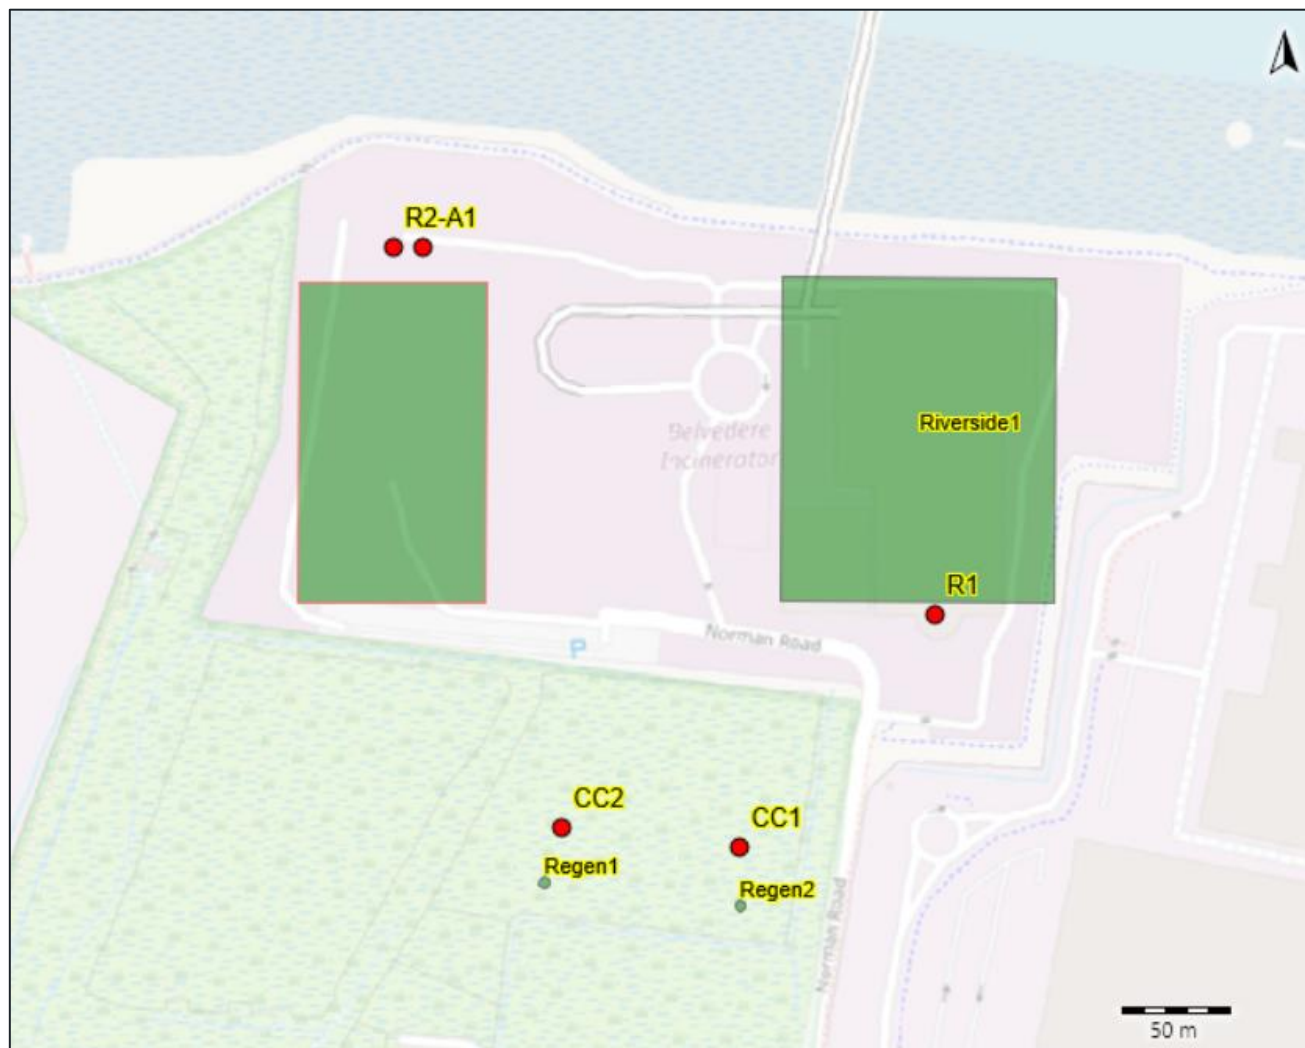 R2-A1
Riverside1
Belvedere
Incinerator
R1
Norman Road
P
CC2
CC1
Regen1
Regen2
Norman Road
50 m